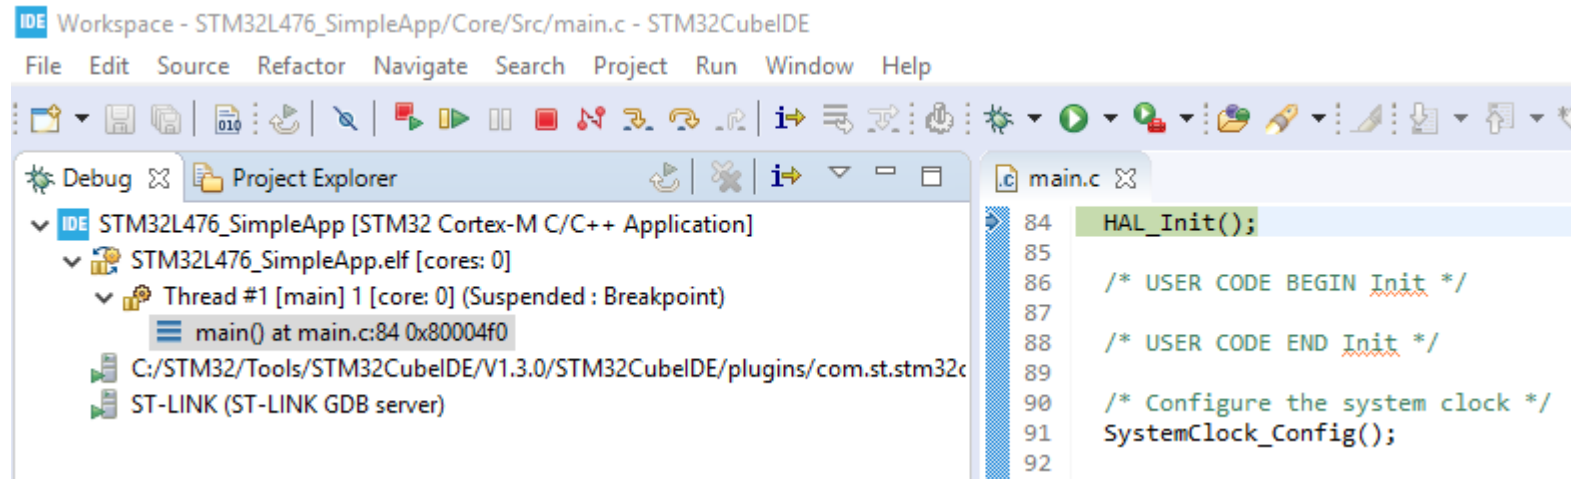 IDE Workspace - STM32L476_SimpleApp/Core/Src/main.c - STM32CubeIDE
File Edit Source Refactor Navigate Search Project Run Window Help
010
Debug Project Explorer
main.c
IDE STM32L476_SimpleApp [STM32 Cortex-M C/C++ Application]
STM32L476_SimpleApp.elf [cores: 0]
Thread #1 [main] 1 [core: 0] (Suspended : Breakpoint)
main() at main.c:84 0x80004f0
C:/STM32/Tools/STM32CubeIDE/V1.3.0/STM32CubeIDE/plugins/com.st.stm32c
ST-LINK (ST-LINK GDB server)
84 HAL_Init();
85
86 /* USER CODE BEGIN Init */
87
88 /* USER CODE END Init */
89
90 /* Configure the system clock */
91 SystemClock_Config();
92